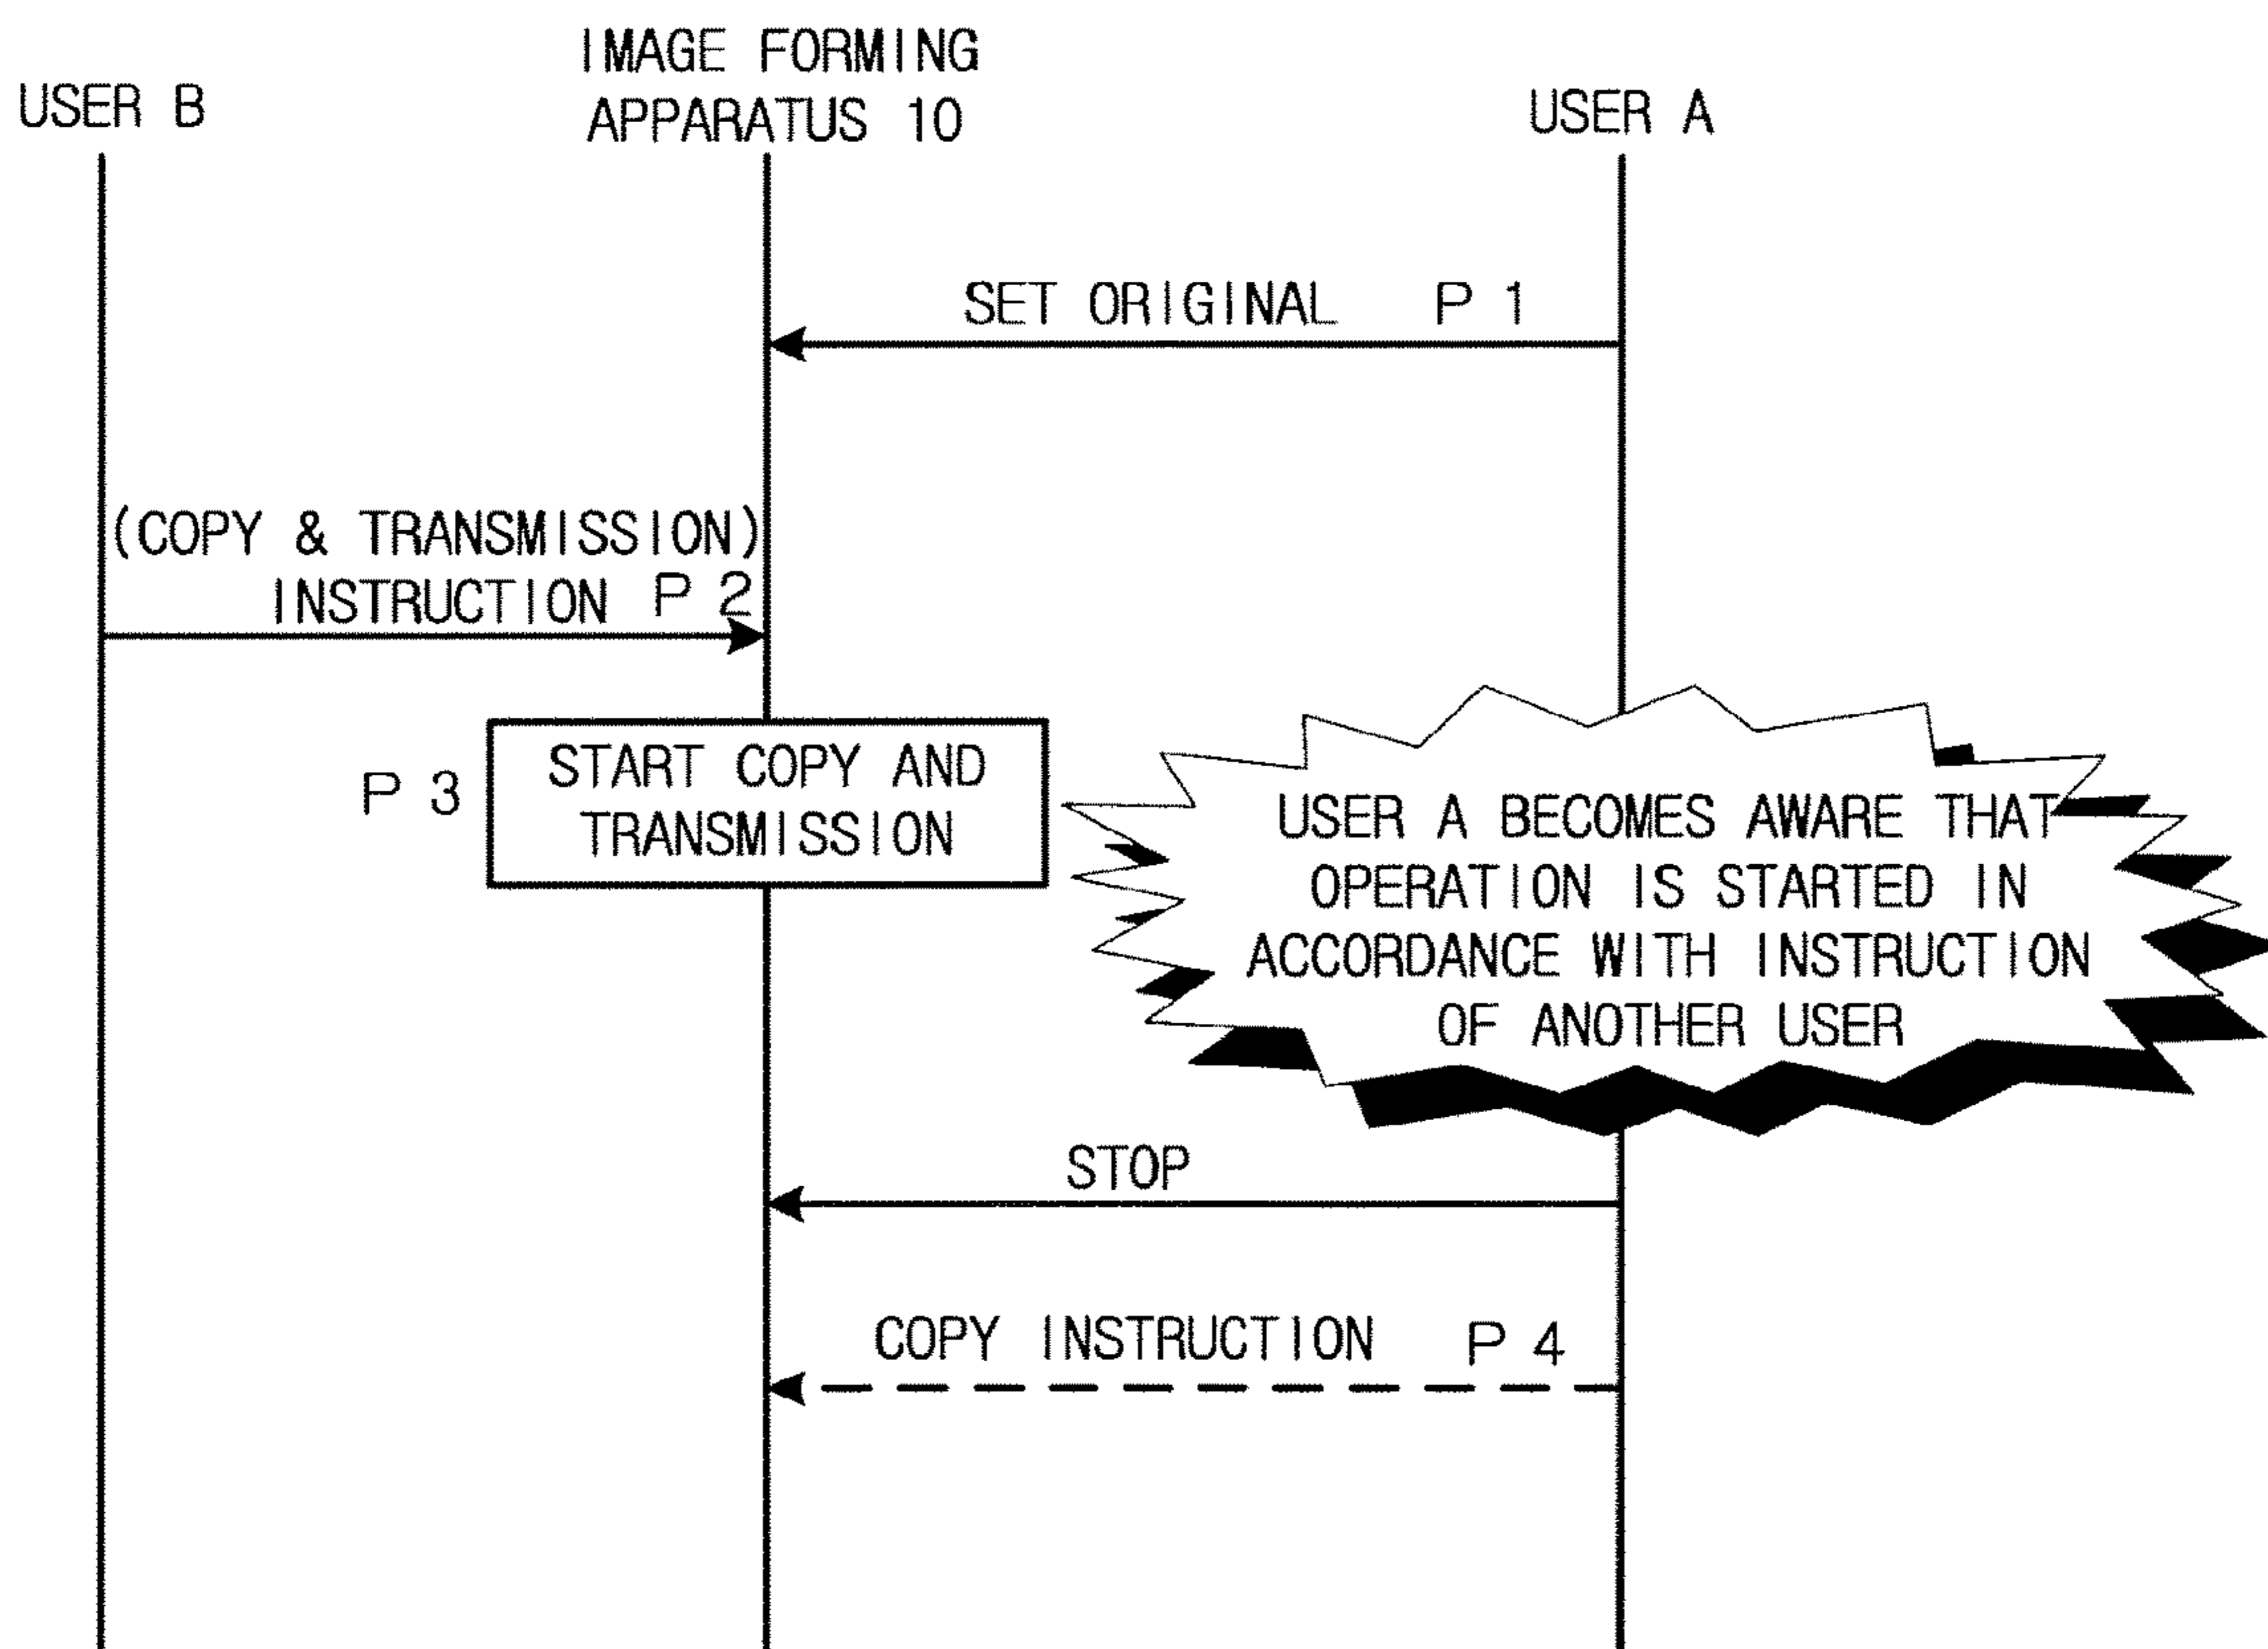 USER B
IMAGE FORMING
APPARATUS 10
USER A
SET ORIGINAL P 1
(COPY & TRANSMISSION)
INSTRUCTION P 2
P 3
START COPY AND
TRANSMISSION
USER A BECOMES AWARE THAT
OPERATION IS STARTED IN
ACCORDANCE WITH INSTRUCTION
OF ANOTHER USER
STOP
COPY INSTRUCTION P 4